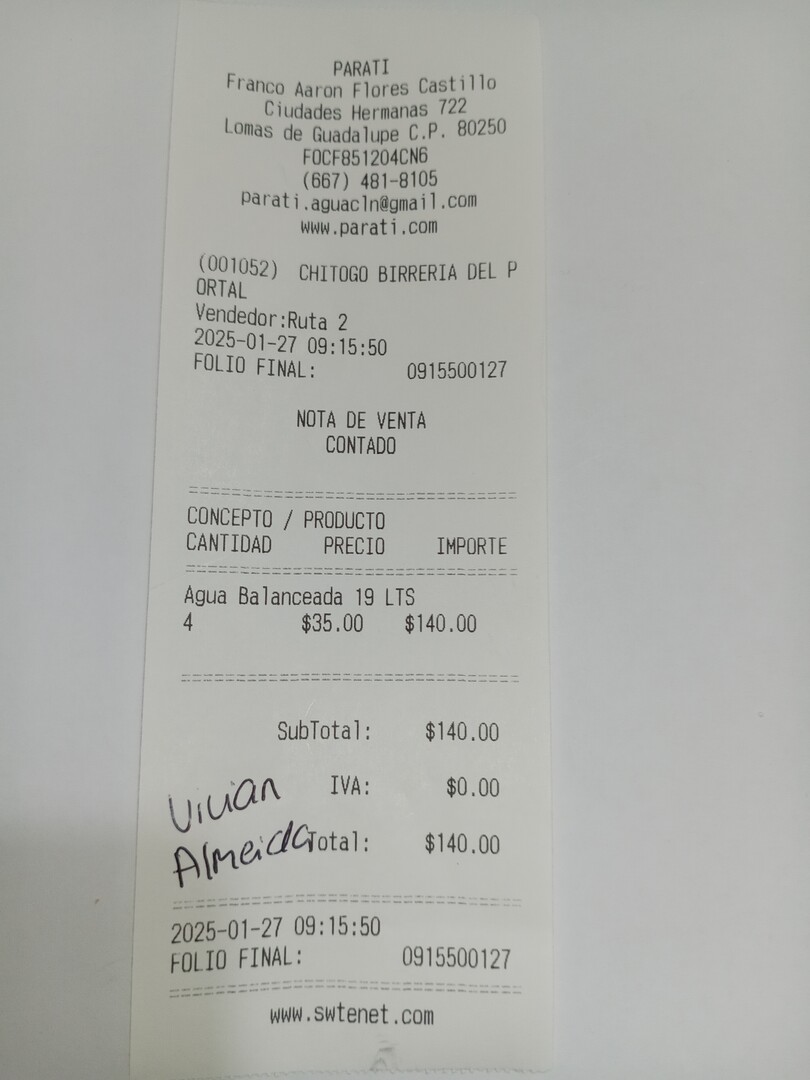 PARATI
Franco Aaron Flores Castillo
Ciudades Hermanas 722
Lomas de Guadalupe C.P. 80250
FOCF851204CN6
(667) 481-8105
parati.aguacln@gmail.com
www.parati.com
(001052) CHITOGO BIRRERIA DEL P
ORTAL
Vendedor:Ruta 2
2025-01-27 09:15:50
FOLIO FINAL: 0915500127
NOTA DE VENTA
CONTADO
CONCEPTO / PRODUCTO
CANTIDAD PRECIO IMPORTE
Agua Balanceada 19 LTS
4 $35.00 $140.00
SubTotal: $140.00
IVA: $0.00
Vivian
Almeida
Total: $140.00
2025-01-27 09:15:50
FOLIO FINAL: 0915500127
www.swtenet.com